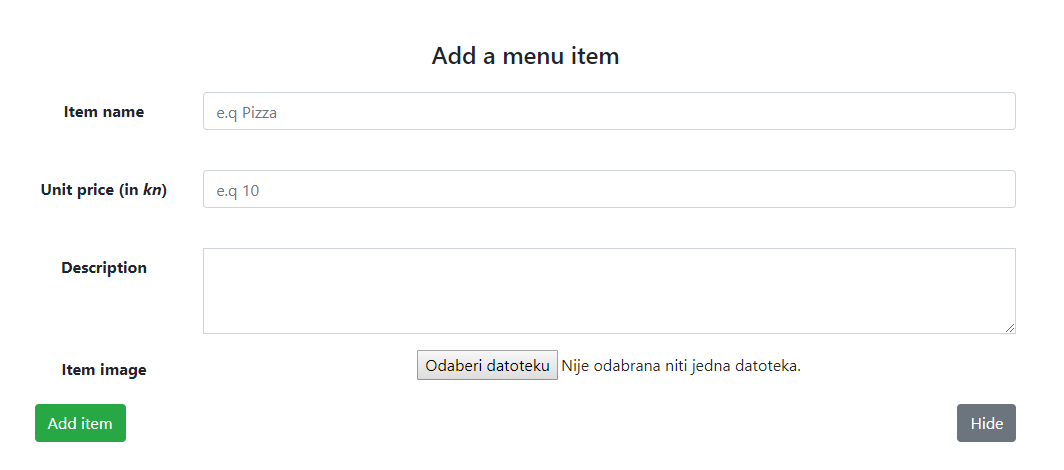 Add a menu item
Item name
e.q Pizza
Unit price (in kn)
e.q 10
Description
Item image
Odaberi datoteku Nije odabrana niti jedna datoteka.
Add item
Hide